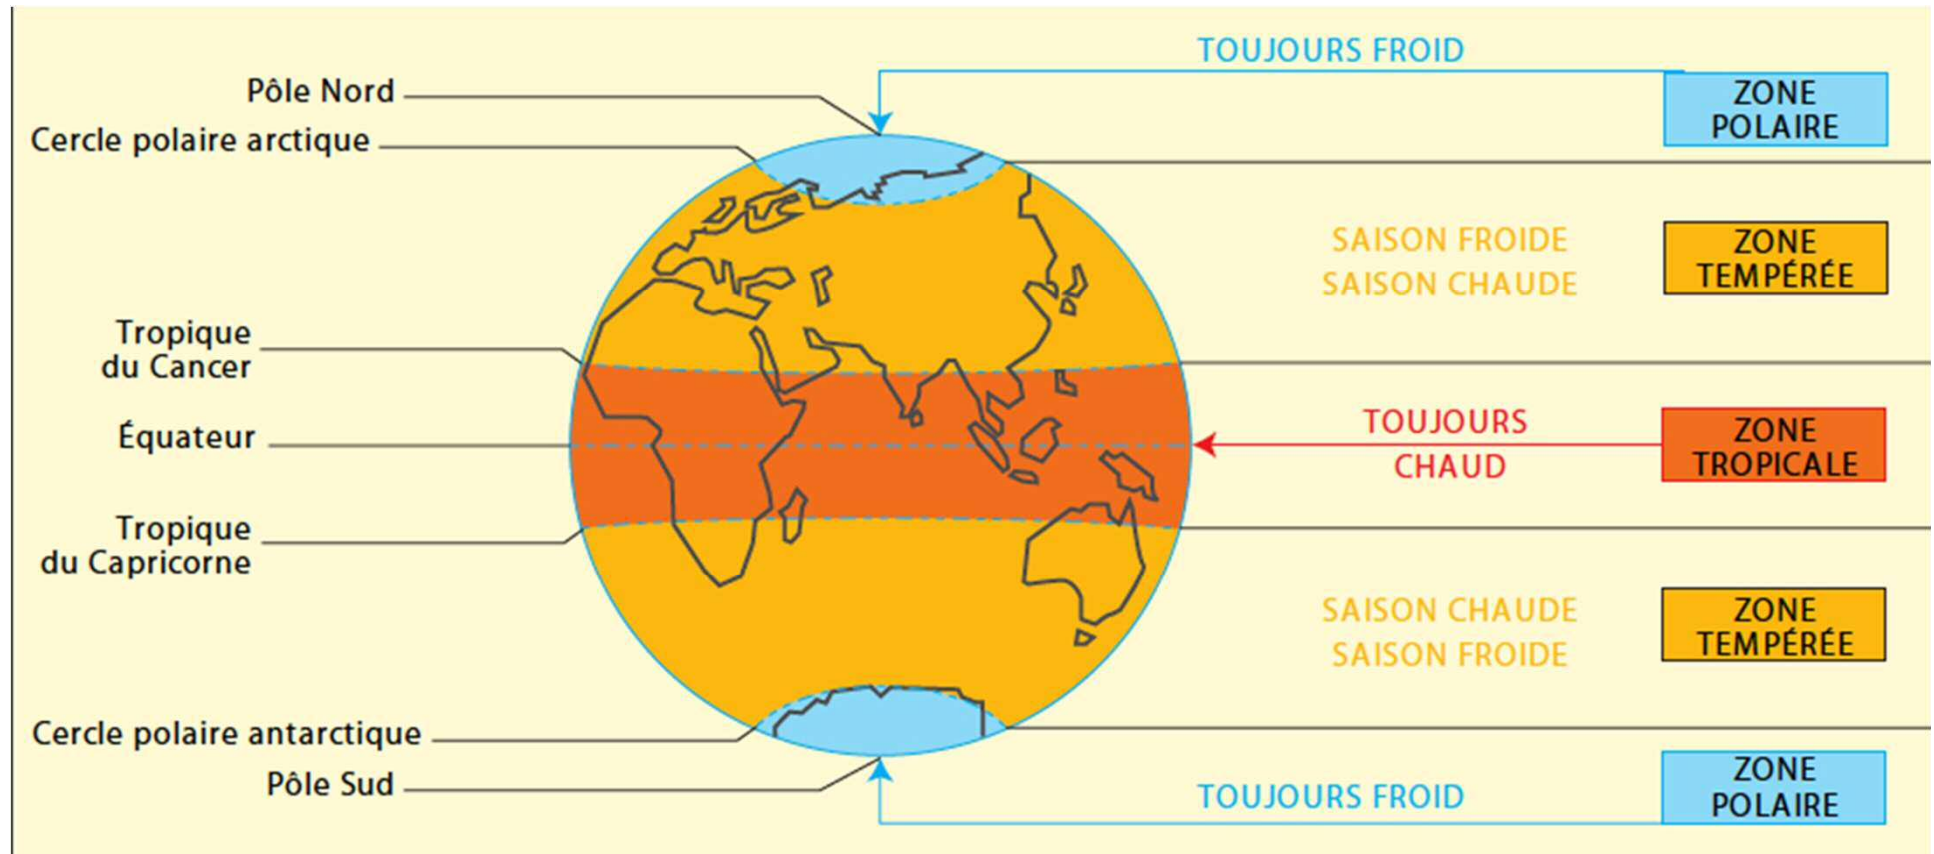 TOUJOURS FROID
ZONE
POLAIRE
Pôle Nord
Cercle polaire arctique
SAISON FROIDE
SAISON CHAUDE
ZONE
TEMPÉRÉE
Tropique
du Cancer
Équateur
TOUJOURS
CHAUD
ZONE
TROPICALE
Tropique
du Capricorne
SAISON CHAUDE
SAISON FROIDE
ZONE
TEMPÉRÉE
Cercle polaire antarctique
Pôle Sud
TOUJOURS FROID
ZONE
POLAIRE